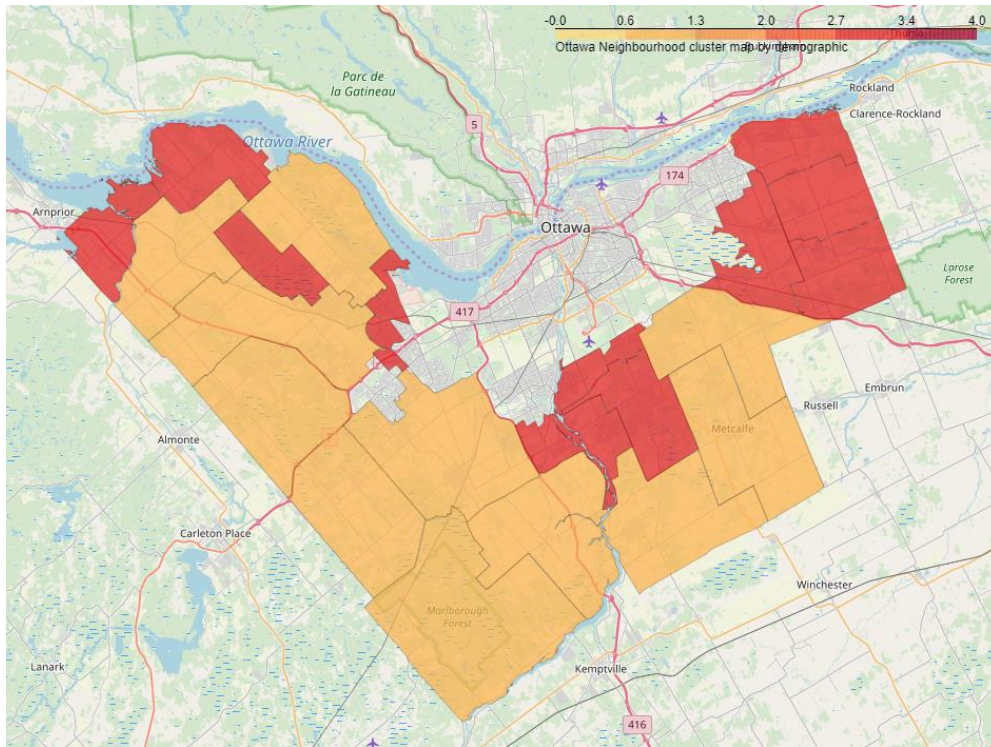 -0.0 0.6 1.3 2.0 2.7 3.4 4.0
Ottawa Neighbourhood cluster map by demographic
Parc de
la Gatineau
Rockland
Clarence-Rockland
5
Ottawa River
174
Arnprior
Ottawa
Larose
Forest
417
Embrun
Russell
Metcalfe
Almonte
7
Carleton Place
Winchester
Marlborough
Forest
Lanark
Kemptville
416